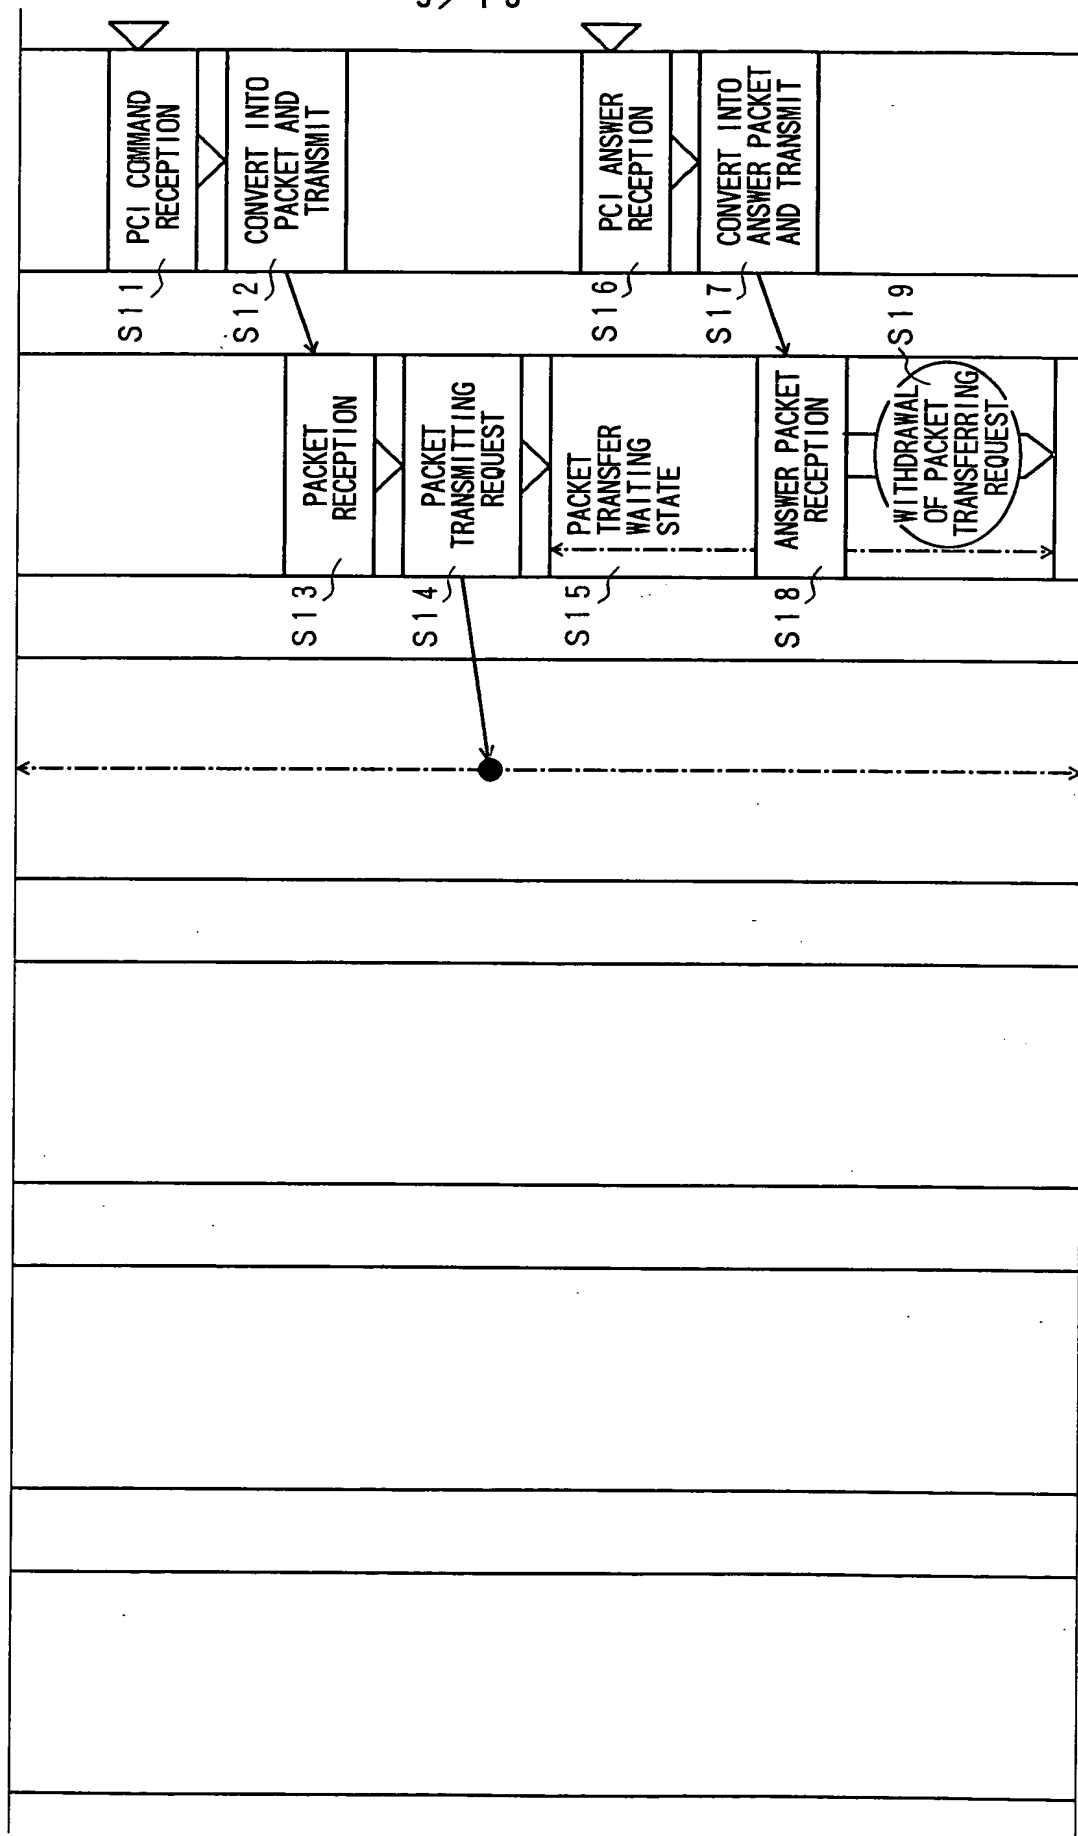 PCI COMMAND
RECEPTION
S11
CONVERT INTO
PACKET AND
TRANSMIT
S12
PACKET
RECEPTION
S13
PACKET
TRANSMITTING
REQUEST
S14
PACKET
TRANSFER
WAITING
STATE
S15
PCI ANSWER
RECEPTION
S16
CONVERT INTO
ANSWER PACKET
AND TRANSMIT
S17
ANSWER PACKET
RECEPTION
S18
WITHDRAWAL
OF PACKET
TRANSFERRING
REQUEST
S19